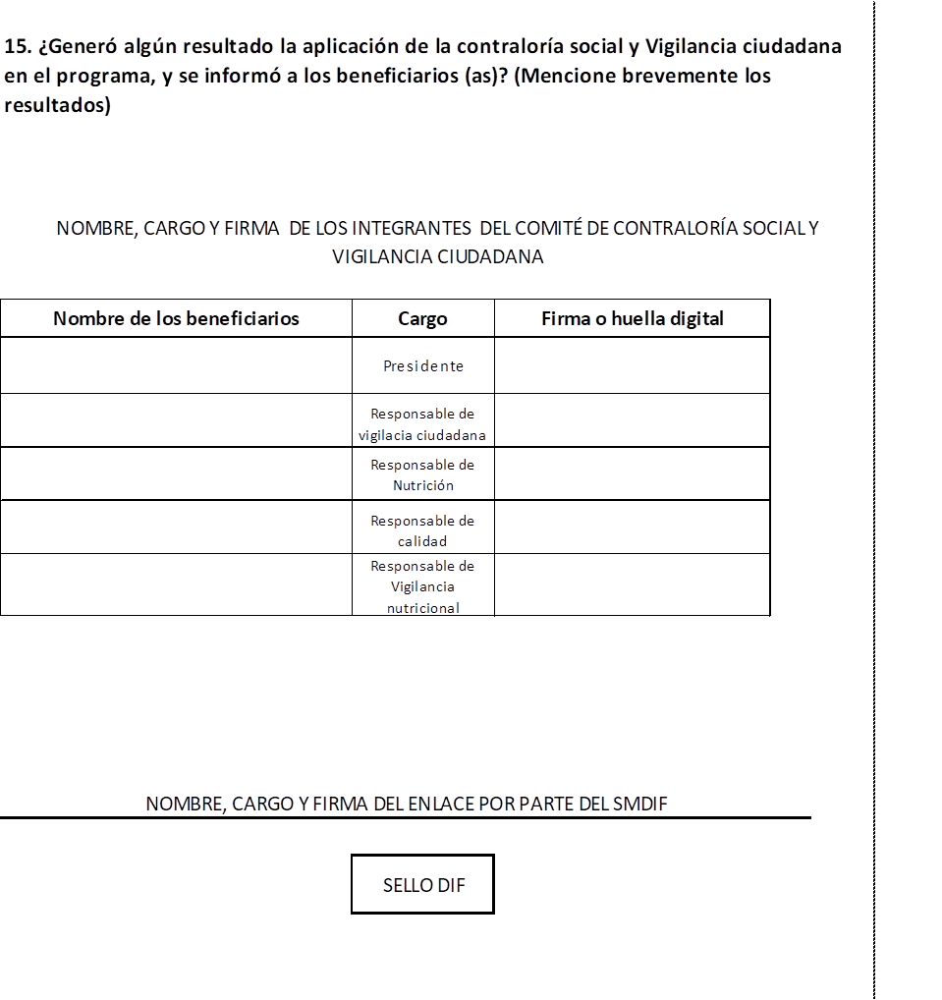 15. ¿Generó algún resultado la aplicación de la contraloría social y Vigilancia ciudadana
en el programa, y se informó a los beneficiarios (as)? (Mencione brevemente los
resultados)
NOMBRE, CARGO Y FIRMA DE LOS INTEGRANTES DEL COMITÉ DE CONTRALORÍA SOCIAL Y
VIGILANCIA CIUDADANA
Nombre de los beneficiarios Cargo Firma o huella digital
Presidente
Responsable de
vigilacia ciudadana
Responsable de
Nutrición
Responsable de
calidad
Responsable de
Vigilancia
nutricional
NOMBRE, CARGO Y FIRMA DEL ENLACE POR PARTE DEL SMDIF
SELLO DIF